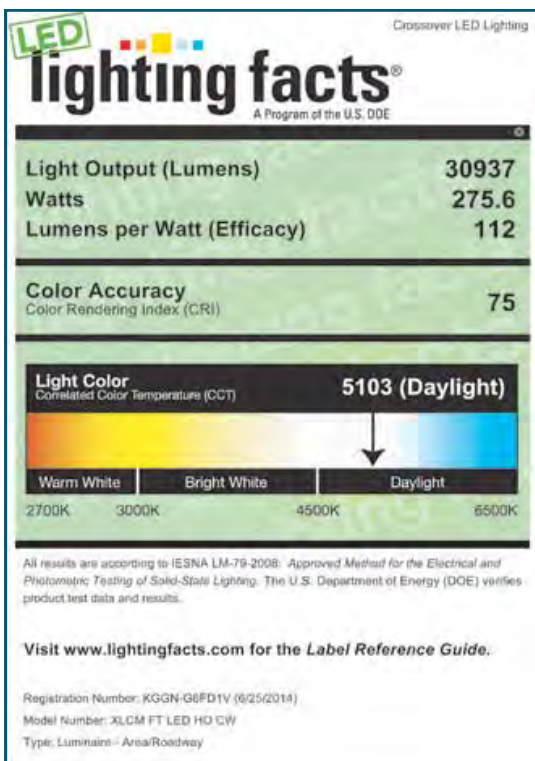 Crossover LED Lighting
LED
lighting facts®
A Program of the U.S. DOE
Light Output (Lumens) 30937
Watts 275.6
Lumens per Watt (Efficacy) 112
Color Accuracy
Color Rendering Index (CRI) 75
Light Color
Correlated Color Temperature (CCT) 5103 (Daylight)
Warm White Bright White Daylight
2700K 3000K 4500K 6500K
All results are according to IESNA LM-79-2008: Approved Method for the Electrical and
Photometric Testing of Solid-State Lighting. The U.S. Department of Energy (DOE) verifies
product test data and results.
Visit www.lightingfacts.com for the Label Reference Guide.
Registration Number: KGGN-G6FD1V (6/25/2014)
Model Number: XLCM FT LED HO CW
Type: Luminaire - Area/Roadway